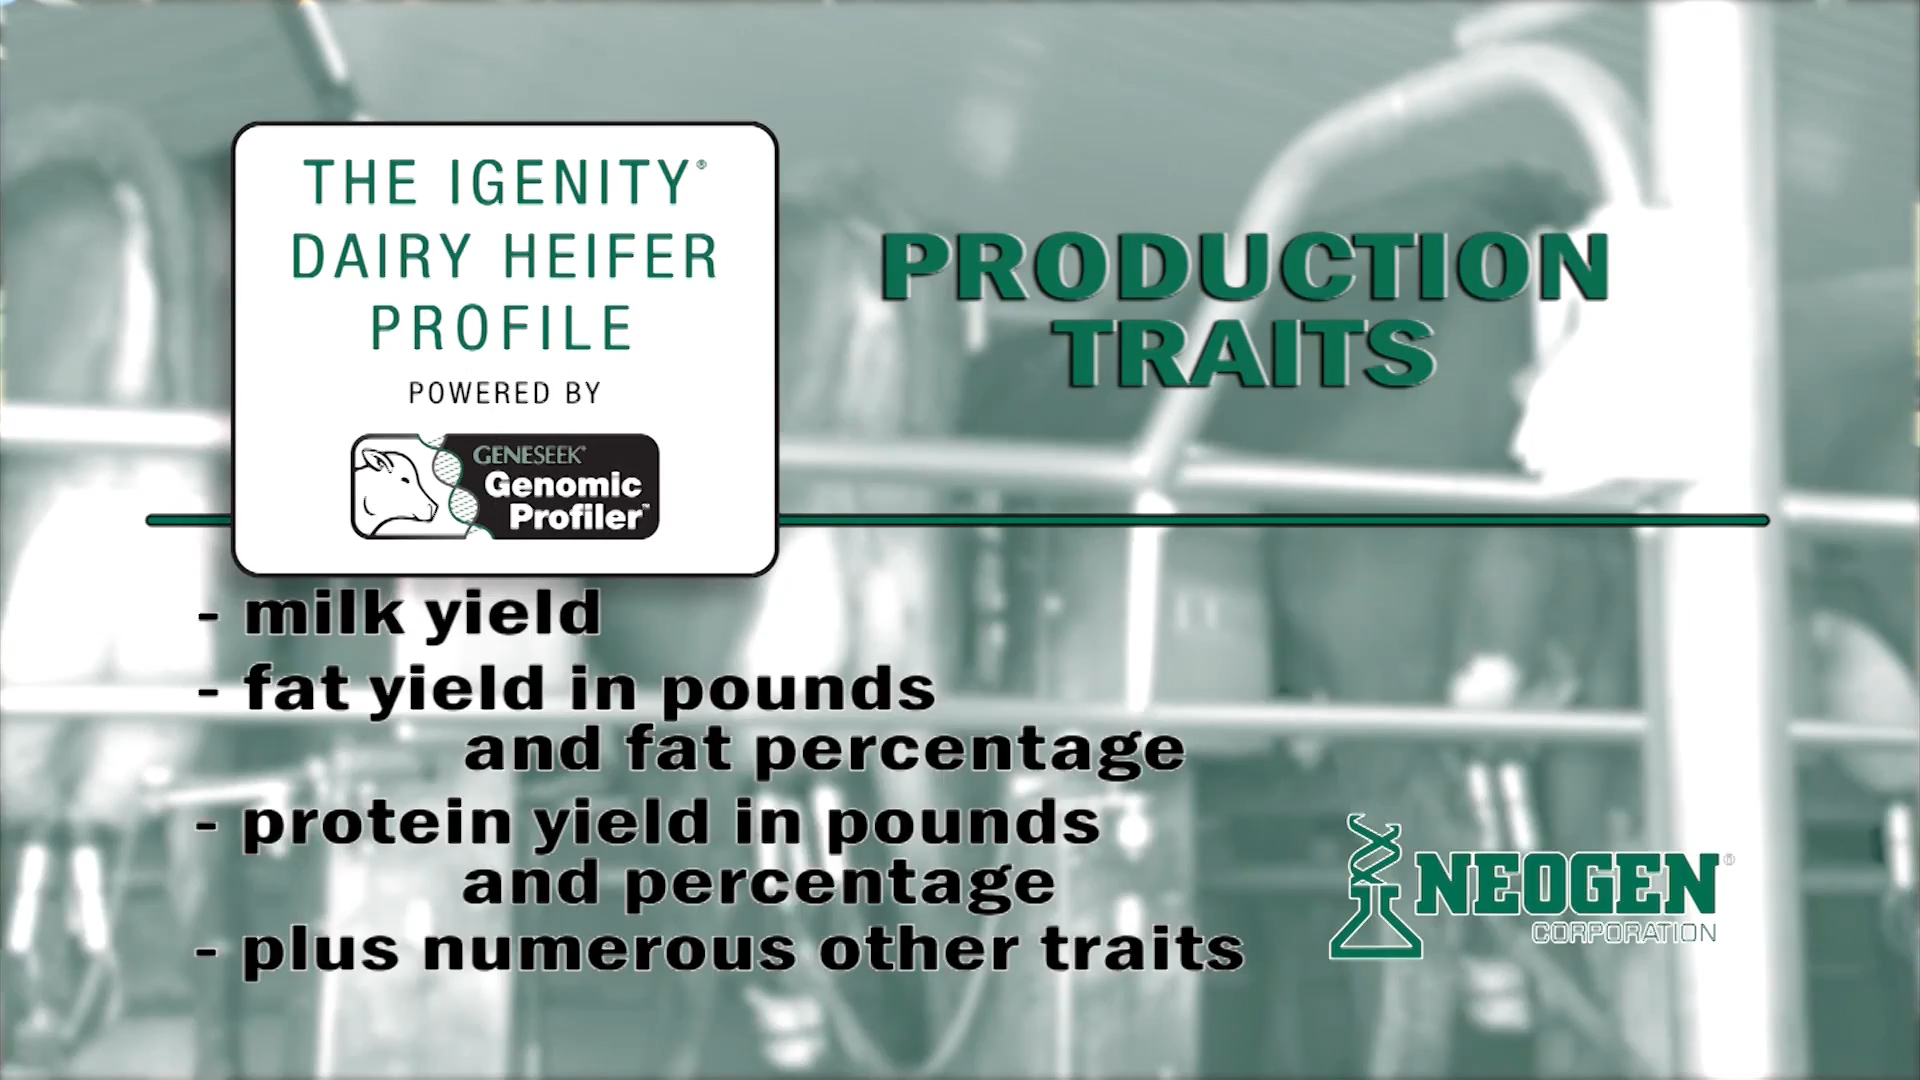 THE IGENITY®
DAIRY HEIFER
PROFILE
POWERED BY
GENESEEK®
Genomic
Profiler™
PRODUCTION
TRAITS
- milk yield
- fat yield in pounds
and fat percentage
- protein yield in pounds
and percentage
- plus numerous other traits
NEOGEN®
CORPORATION